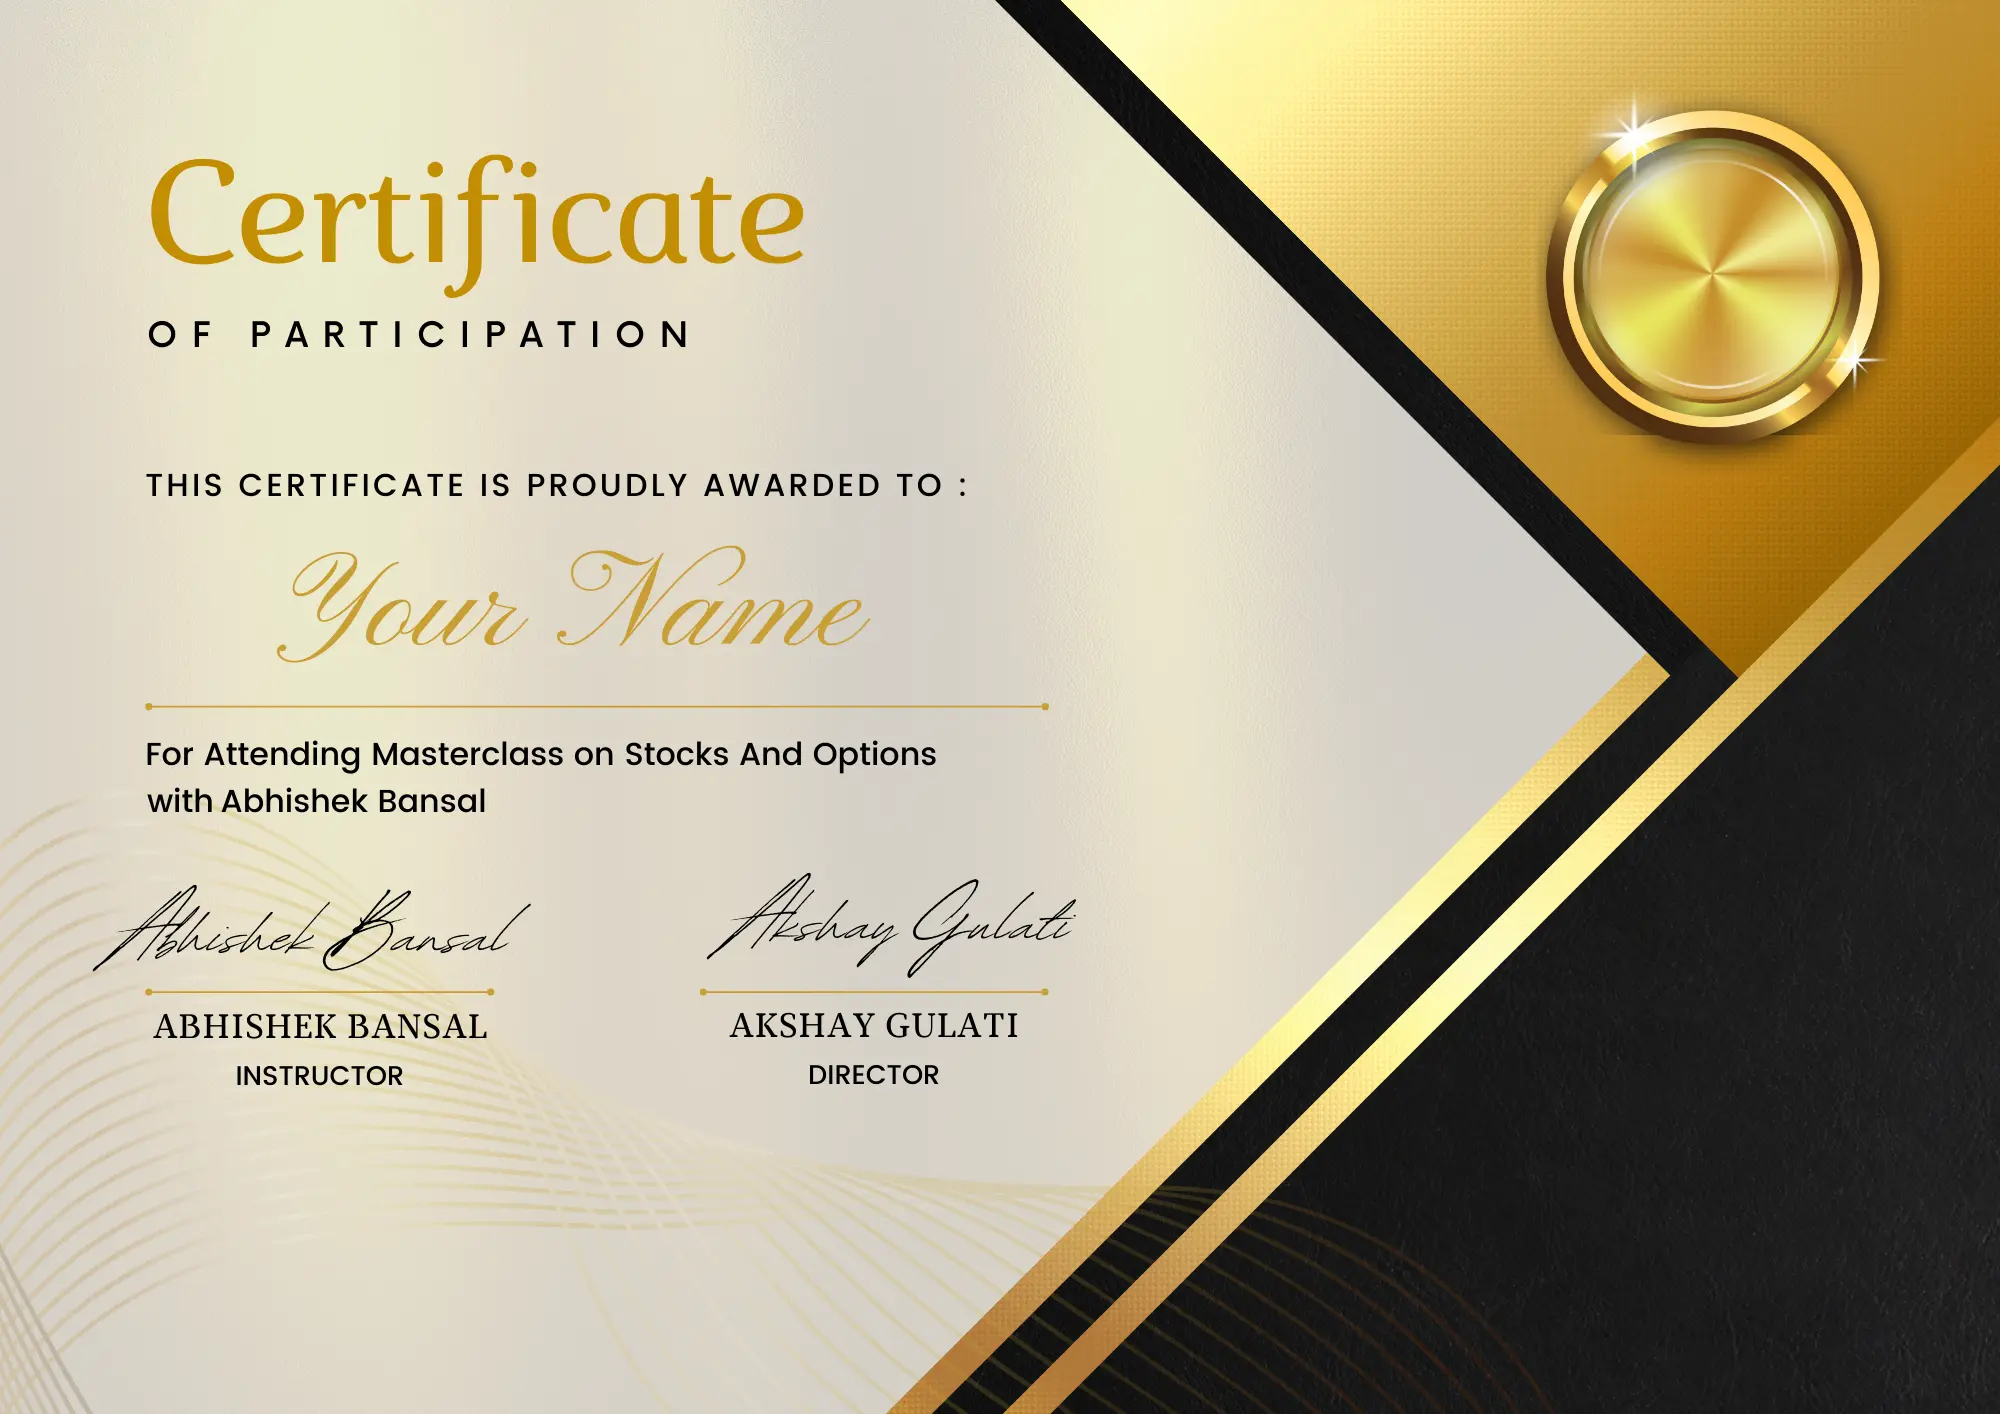 Certificate
OF PARTICIPATION
THIS CERTIFICATE IS PROUDLY AWARDED TO :
Your Name
For Attending Masterclass on Stocks And Options
with Abhishek Bansal
Abhishek Bansal Akshay Gulati
ABHISHEK BANSAL AKSHAY GULATI
INSTRUCTOR DIRECTOR